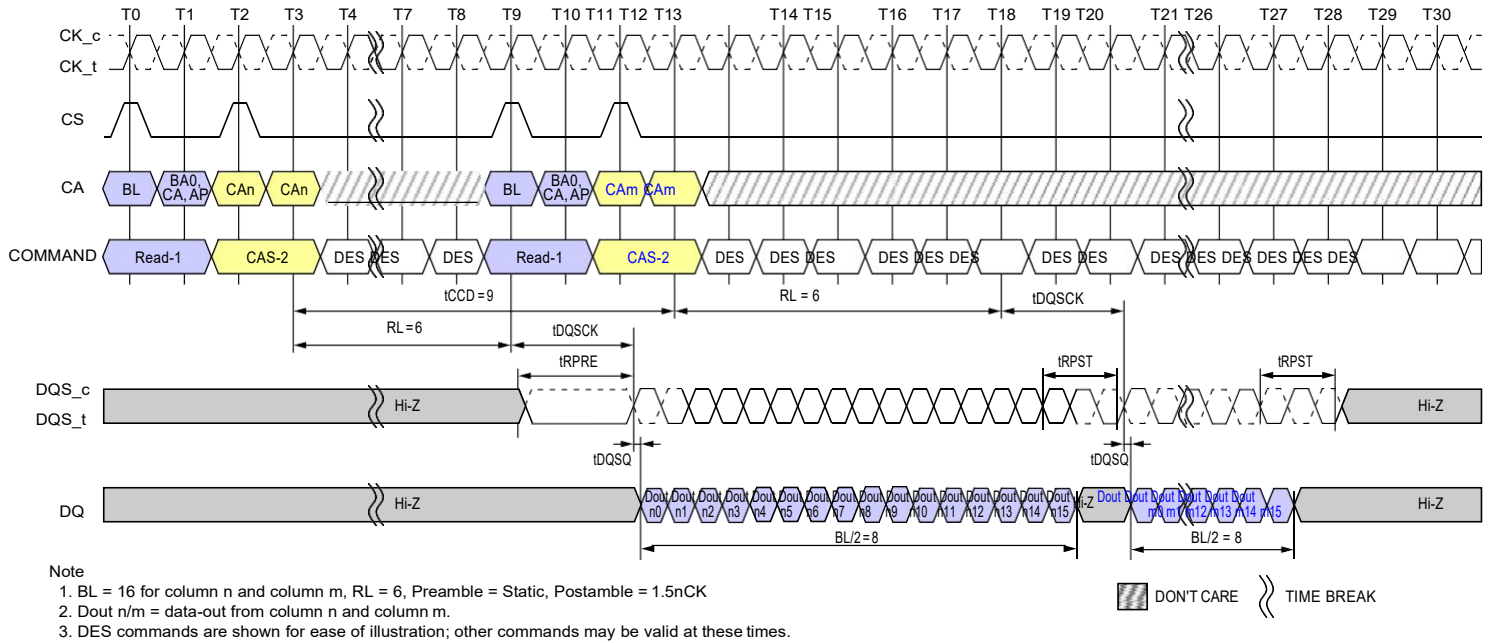 T0 T1 T2 T3 T4 T7 T8 T9 T10 T11 T12 T13 T14 T15 T16 T17 T18 T19 T20 T21 T26 T27 T28 T29 T30
CK_c
CK_t
CS
CA BL BA0, CA, AP CAn CAn BL BA0, CA, AP CAm CAm
COMMAND Read-1 CAS-2 DES DES DES Read-1 CAS-2 DES DES DES DES DES DES DES DES DES DES DES DES DES
tCCD = 9 RL = 6 tDQSCK
RL = 6 tDQSCK
tRPRE tRPST tRPST
DQS_c
DQS_t
Hi-Z Hi-Z
tDQSQ tDQSQ
DQ Hi-Z Dout n0 Dout n1 Dout n2 Dout n3 Dout n4 Dout n5 Dout n6 Dout n7 Dout n8 Dout n9 Dout n10 Dout n11 Dout n12 Dout n13 Dout n14 Dout n15 Hi-Z Dout m0 Dout m1 Dout m12 Dout m13 Dout m14 Dout m15 Hi-Z
BL/2 = 8 BL/2 = 8
Note
1. BL = 16 for column n and column m, RL = 6, Preamble = Static, Postamble = 1.5nCK
2. Dout n/m = data-out from column n and column m.
3. DES commands are shown for ease of illustration; other commands may be valid at these times.
DON'T CARE TIME BREAK